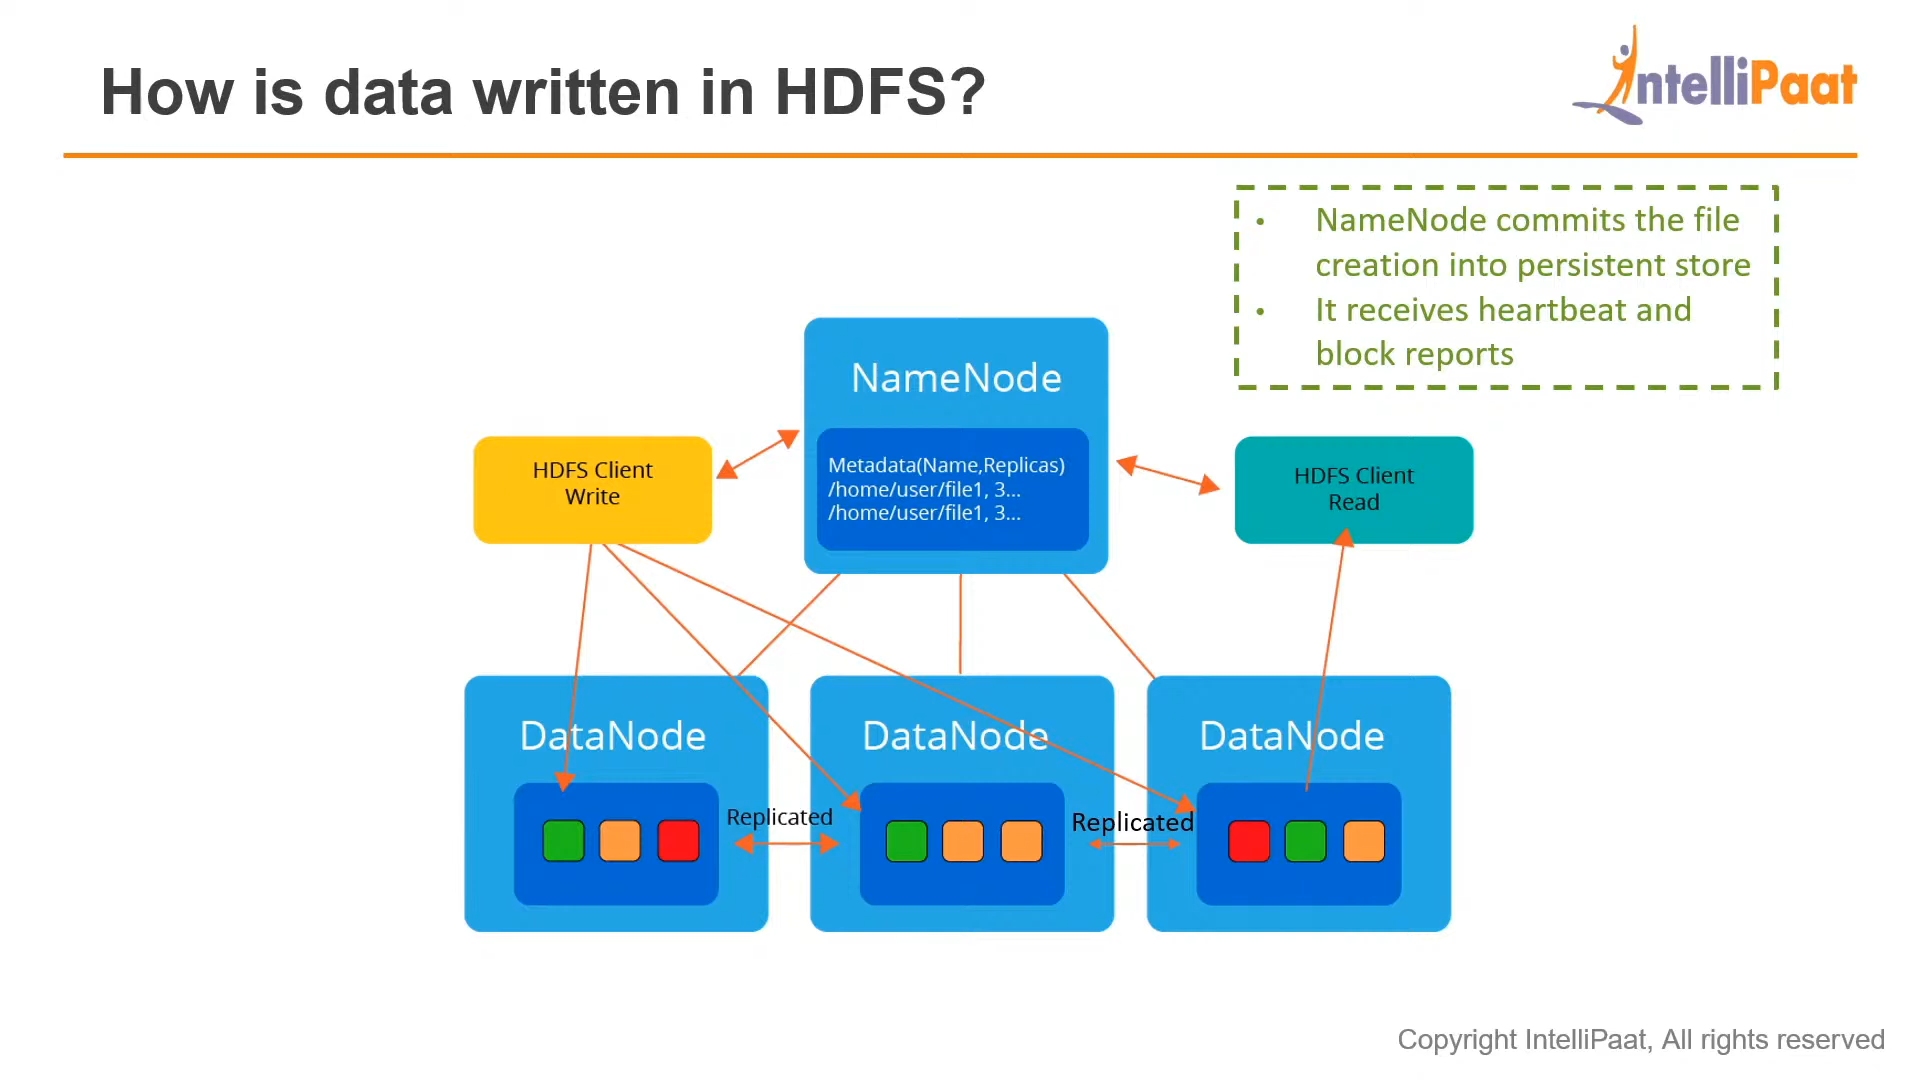 How is data written in HDFS?
IntelliPaat
• NameNode commits the file
creation into persistent store
• It receives heartbeat and
block reports
NameNode
Metadata(Name,Replicas)
/home/user/file1, 3...
/home/user/file1, 3...
HDFS Client
Write
HDFS Client
Read
DataNode
DataNode
DataNode
Replicated
Replicated
Copyright IntelliPaat, All rights reserved